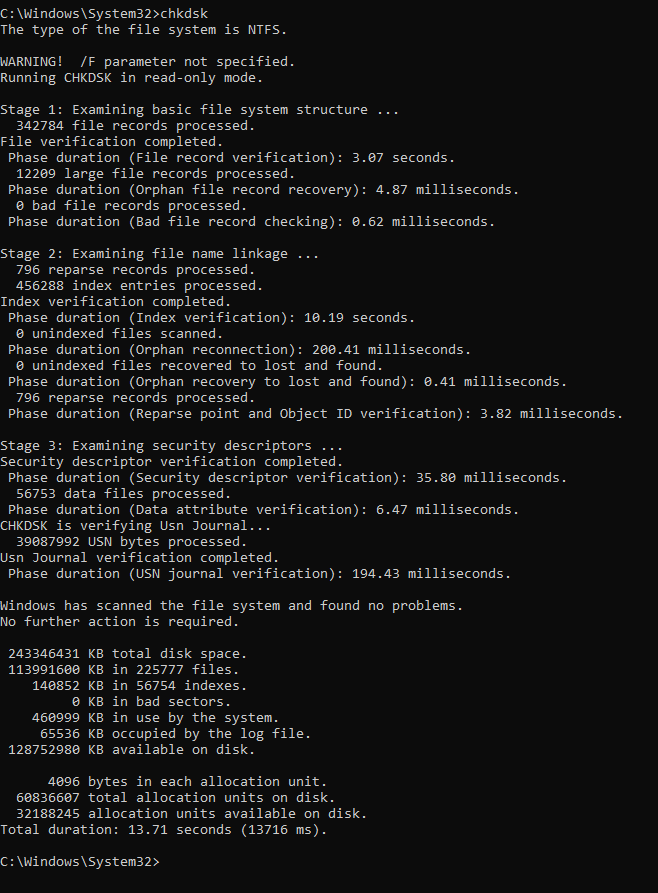 C:\Windows\System32>chkdsk
The type of the file system is NTFS.

WARNING!  /F parameter not specified.
Running CHKDSK in read-only mode.

Stage 1: Examining basic file system structure ...
  342784 file records processed.
File verification completed.
 Phase duration (File record verification): 3.07 seconds.
  12209 large file records processed.
 Phase duration (Orphan file record recovery): 4.87 milliseconds.
  0 bad file records processed.
 Phase duration (Bad file record checking): 0.62 milliseconds.

Stage 2: Examining file name linkage ...
  796 reparse records processed.
  456288 index entries processed.
Index verification completed.
 Phase duration (Index verification): 10.19 seconds.
  0 unindexed files scanned.
 Phase duration (Orphan reconnection): 200.41 milliseconds.
  0 unindexed files recovered to lost and found.
 Phase duration (Orphan recovery to lost and found): 0.41 milliseconds.
  796 reparse records processed.
 Phase duration (Reparse point and Object ID verification): 3.82 milliseconds.

Stage 3: Examining security descriptors ...
Security descriptor verification completed.
 Phase duration (Security descriptor verification): 35.80 milliseconds.
  56753 data files processed.
 Phase duration (Data attribute verification): 6.47 milliseconds.
CHKDSK is verifying Usn Journal...
  39087992 USN bytes processed.
Usn Journal verification completed.
 Phase duration (USN journal verification): 194.43 milliseconds.

Windows has scanned the file system and found no problems.
No further action is required.

 243346431 KB total disk space.
 113991600 KB in 225777 files.
    140852 KB in 56754 indexes.
         0 KB in bad sectors.
    460999 KB in use by the system.
     65536 KB occupied by the log file.
 128752980 KB available on disk.

      4096 bytes in each allocation unit.
  60836607 total allocation units on disk.
  32188245 allocation units available on disk.
Total duration: 13.71 seconds (13716 ms).

C:\Windows\System32>